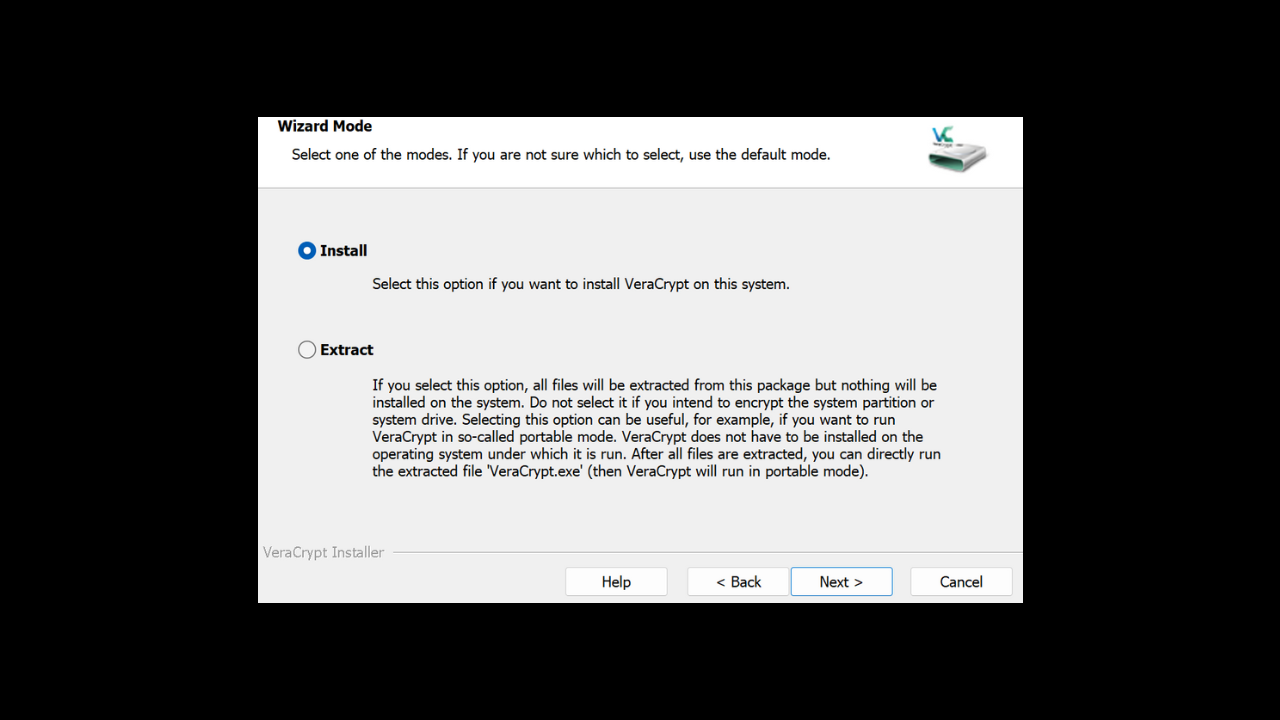 Wizard Mode
Select one of the modes. If you are not sure which to select, use the default mode.
VC
Install
Select this option if you want to install VeraCrypt on this system.
Extract
If you select this option, all files will be extracted from this package but nothing will be
installed on the system. Do not select it if you intend to encrypt the system partition or
system drive. Selecting this option can be useful, for example, if you want to run
VeraCrypt in so-called portable mode. VeraCrypt does not have to be installed on the
operating system under which it is run. After all files are extracted, you can directly run
the extracted file 'VeraCrypt.exe' (then VeraCrypt will run in portable mode).
VeraCrypt Installer
Help
< Back
Next >
Cancel